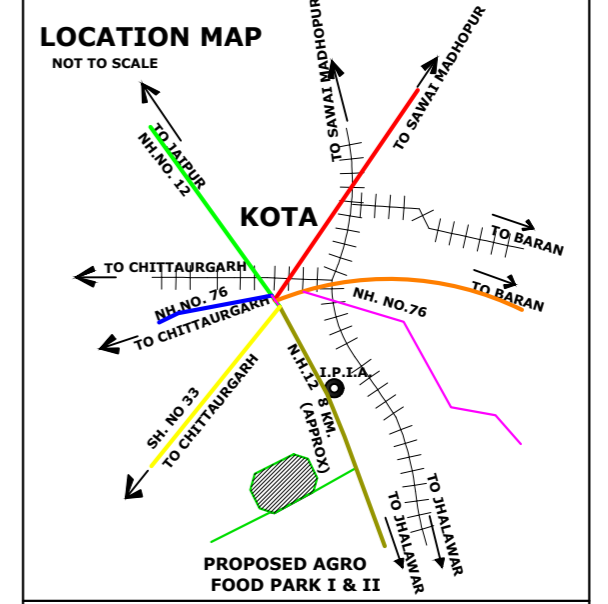 LOCATION MAP
NOT TO SCALE
TO SAWAI MADHOPUR
TO SAWAI MADHOPUR
TO JAIPUR
NH.NO. 12
KOTA
TO BARAN
TO CHITTAURGARH
TO BARAN
NH.NO. 76
TO CHITTAURGARH
NH. NO.76
SH. NO 33
TO CHITTAURGARH
N.H.12 8 KM.
(APPROX)
I.P.I.A.
TO JHALAWAR
TO JHALAWAR
PROPOSED AGRO
FOOD PARK I & II